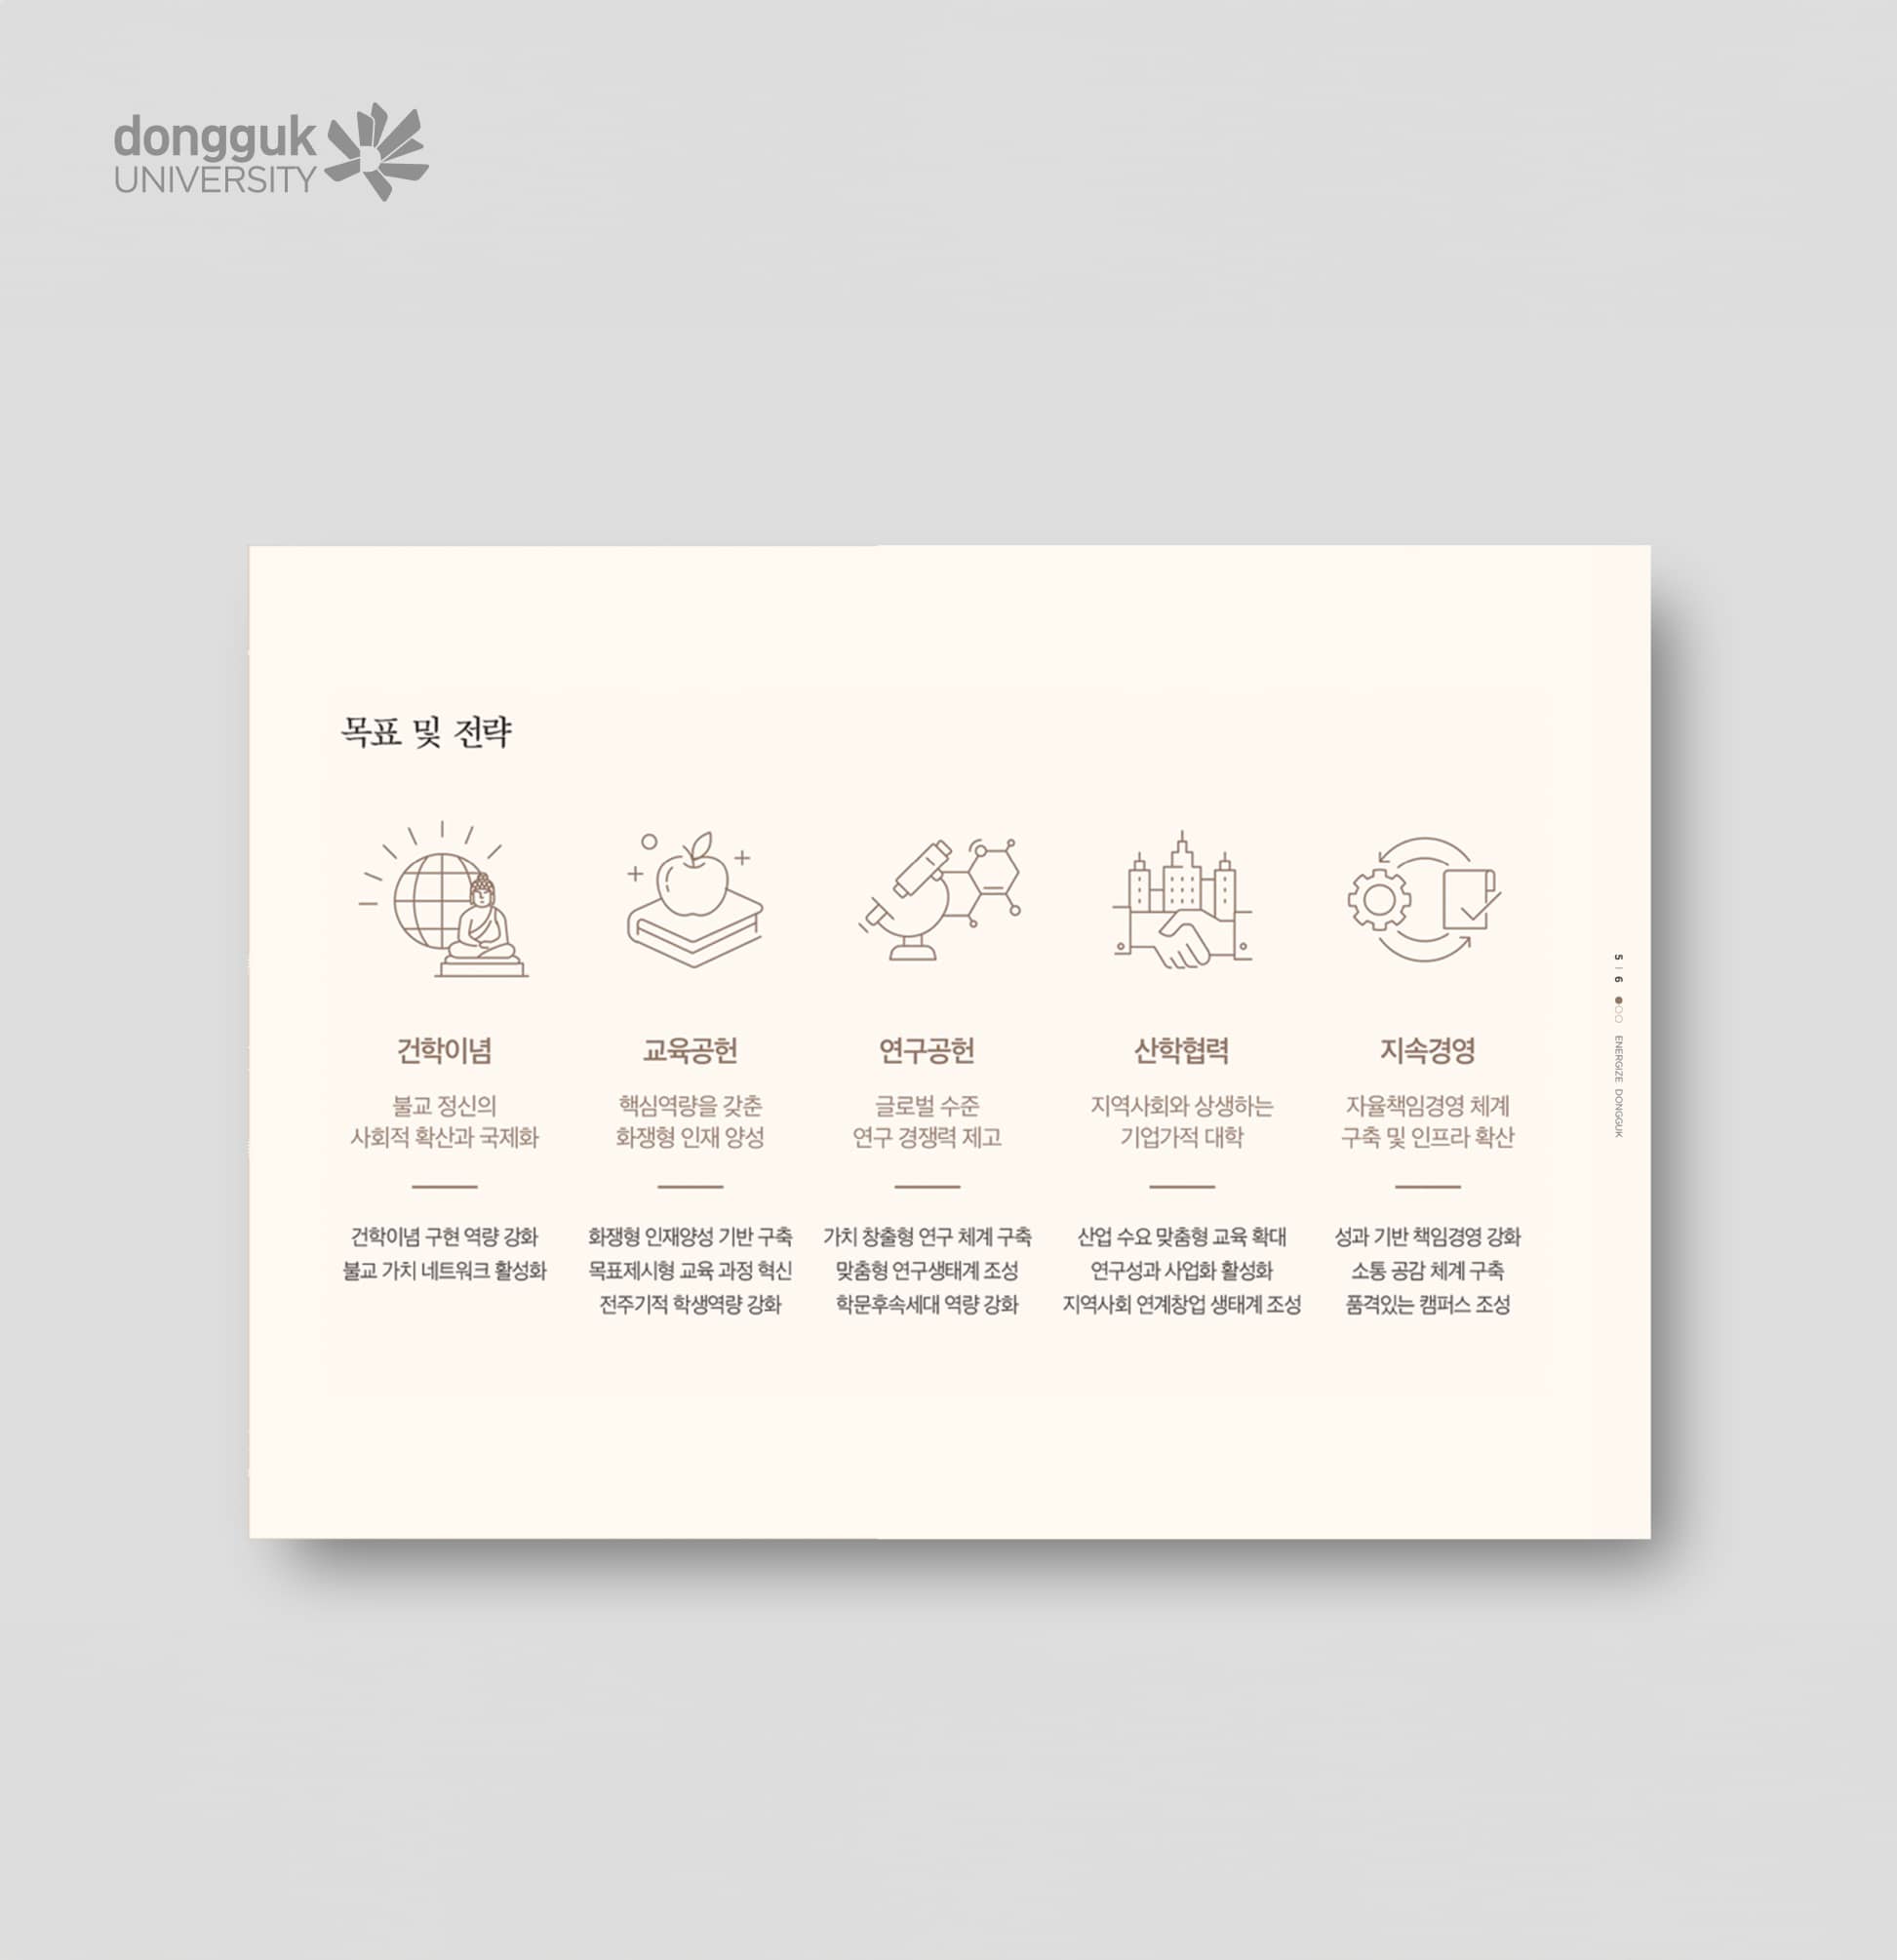 dongguk
UNIVERSITY
목표 및 전략
건학이념
불교 정신의
사회적 확산과 국제화
건학이념 구현 역량 강화
불교 가치 네트워크 활성화
교육공헌
핵심역량을 갖춘
화쟁형 인재 양성
화쟁형 인재양성 기반 구축
목표제시형 교육 과정 혁신
전주기적 학생역량 강화
연구공헌
글로벌 수준
연구 경쟁력 제고
가치 창출형 연구 체계 구축
맞춤형 연구생태계 조성
학문후속세대 역량 강화
산학협력
지역사회와 상생하는
기업가적 대학
산업 수요 맞춤형 교육 확대
연구성과 사업화 활성화
지역사회 연계창업 생태계 조성
지속경영
자율책임경영 체계
구축 및 인프라 확산
성과 기반 책임경영 강화
소통 공감 체계 구축
품격있는 캠퍼스 조성
5 | 6 ENERGIZE DONGGUK